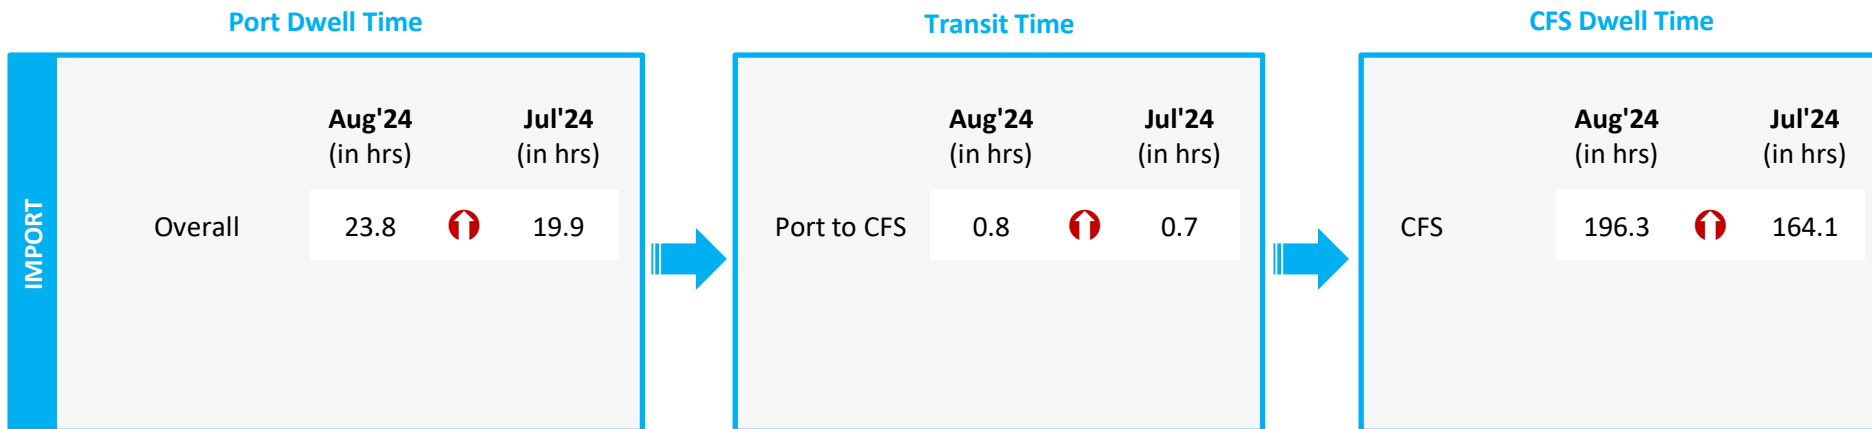 Port Dwell Time
Transit Time
CFS Dwell Time
IMPORT
Aug'24 Jul'24
(in hrs) (in hrs)
Overall 23.8 19.9
Aug'24 Jul'24
(in hrs) (in hrs)
Port to CFS 0.8 0.7
Aug'24 Jul'24
(in hrs) (in hrs)
CFS 196.3 164.1